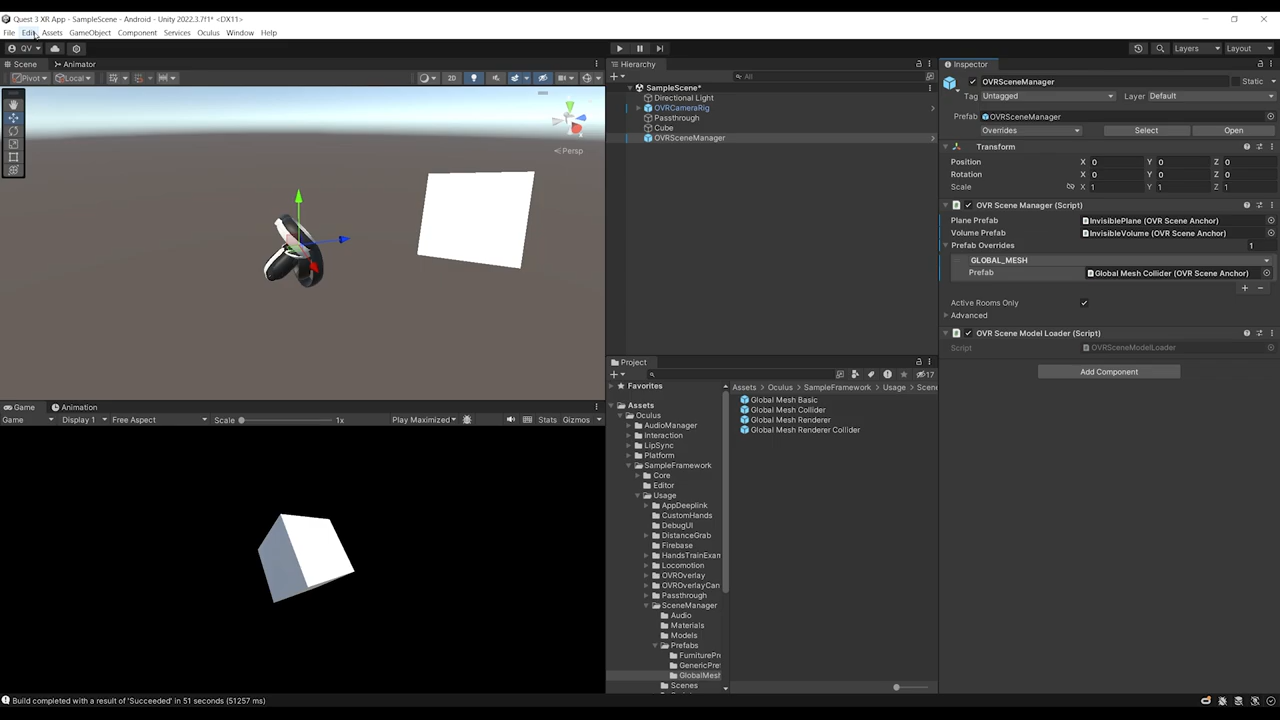 Quest 3 XR App - SampleScene - Android - Unity 2022.3.7f1* <DX11>
File Edit Assets GameObject Component Services Oculus Window Help
QV Layers Layout
Scene Animator
Pivot Local 2D
Persp
Hierarchy
All
SampleScene*
Directional Light
OVRCameraRig
Passthrough
Cube
OVRSceneManager
Inspector
OVRSceneManager Static
Tag Untagged Layer Default
Prefab OVRSceneManager
Overrides Select Open
Transform
Position X 0 Y 0 Z 0
Rotation X 0 Y 0 Z 0
Scale X 1 Y 1 Z 1
OVR Scene Manager (Script)
Plane Prefab InvisiblePlane (OVR Scene Anchor)
Volume Prefab InvisibleVolume (OVR Scene Anchor)
Prefab Overrides 1
GLOBAL_MESH
Prefab Global Mesh Collider (OVR Scene Anchor)
Active Rooms Only
Advanced
OVR Scene Model Loader (Script)
Script OVRSceneModelLoader
Add Component
Game Animation
Game Display 1 Free Aspect Scale 1x Play Maximized Stats Gizmos
Project
17
Favorites
Assets
Oculus
AudioManager
Interaction
LipSync
Platform
SampleFramework
Core
Editor
Usage
AppDeeplink
CustomHands
DebugUI
DistanceGrab
Firebase
HandsTrainExam
Locomotion
OVROverlay
OVROverlayCan
Passthrough
SceneManager
Audio
Materials
Models
Prefabs
FurniturePr
GenericPre
GlobalMesh
Scenes
Assets > Oculus > SampleFramework > Usage > Scene
Global Mesh Basic
Global Mesh Collider
Global Mesh Renderer
Global Mesh Renderer Collider
Build completed with a result of 'Succeeded' in 51 seconds (51257 ms)